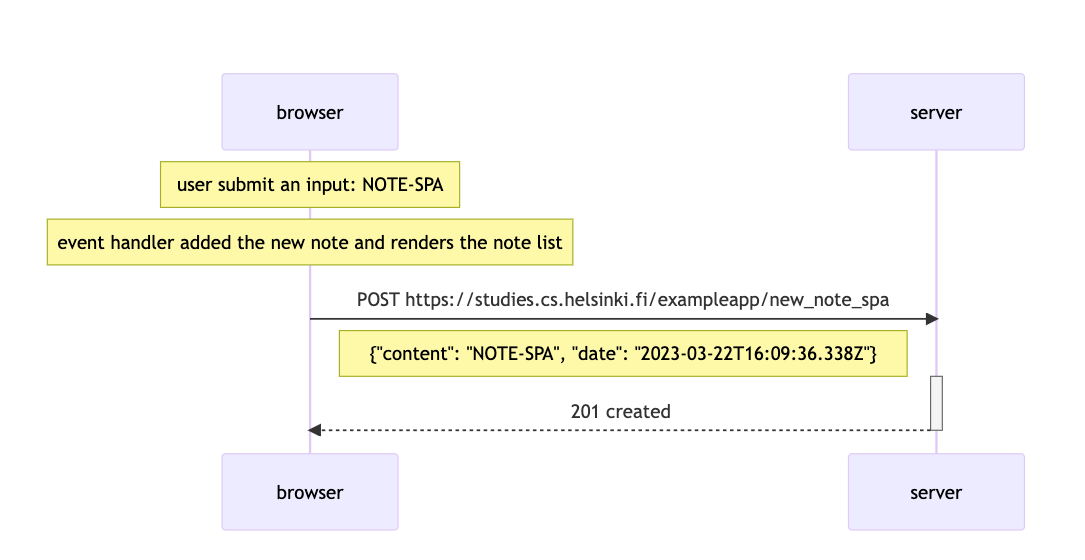 browser
server
user submit an input: NOTE-SPA
event handler added the new note and renders the note list
POST https://studies.cs.helsinki.fi/exampleapp/new_note_spa
{"content": "NOTE-SPA", "date": "2023-03-22T16:09:36.338Z"}
201 created
browser
server